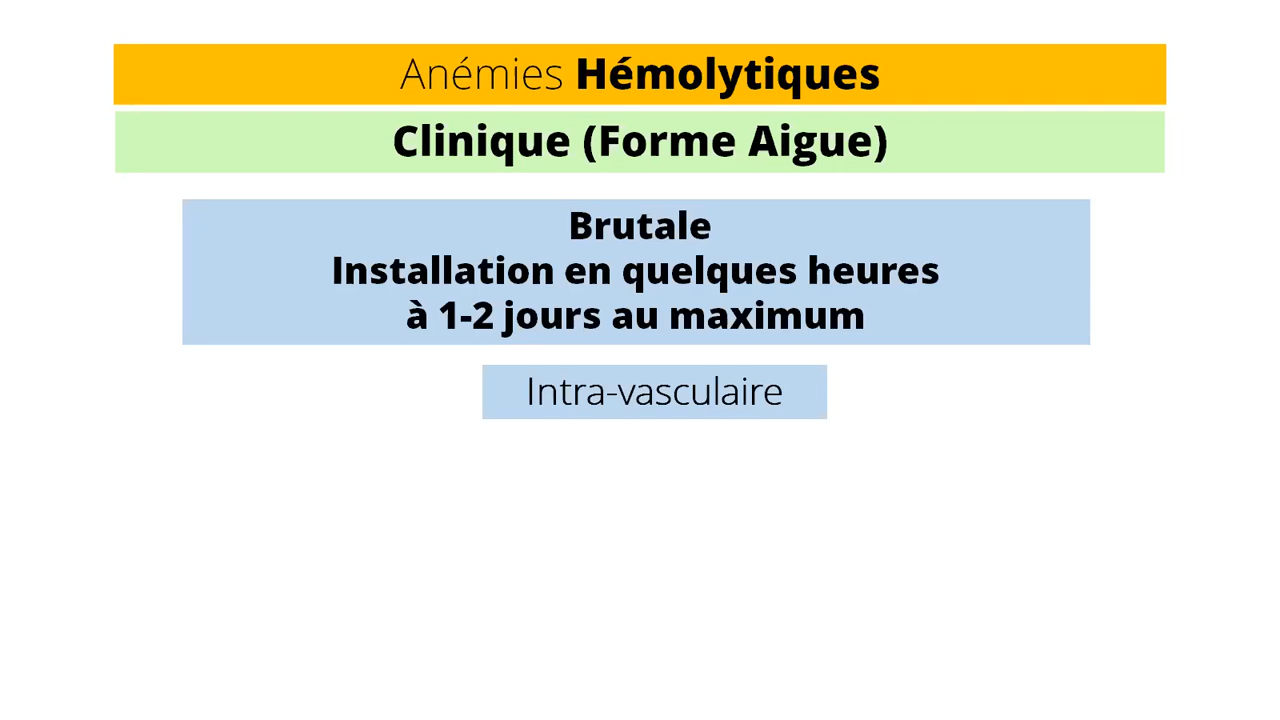 Anémies Hémolytiques
Clinique (Forme Aigue)
Brutale
Installation en quelques heures
à 1-2 jours au maximum
Intra-vasculaire